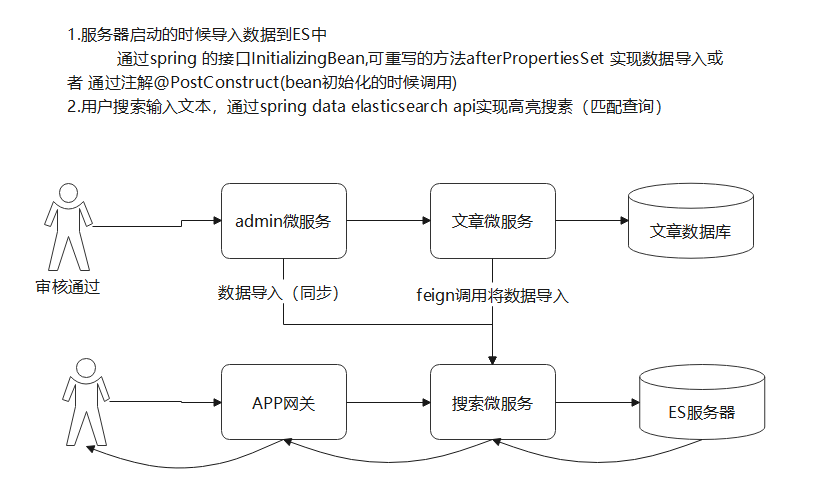 1.服务器启动的时候导入数据到ES中
通过spring 的接口InitializingBean,可重写的方法afterPropertiesSet 实现数据导入或
者 通过注解@PostConstruct(bean初始化的时候调用)
2.用户搜索输入文本，通过spring data elasticsearch api实现高亮搜素（匹配查询）
admin微服务
文章微服务
文章数据库
审核通过
数据导入（同步）
feign调用将数据导入
APP网关
搜索微服务
ES服务器